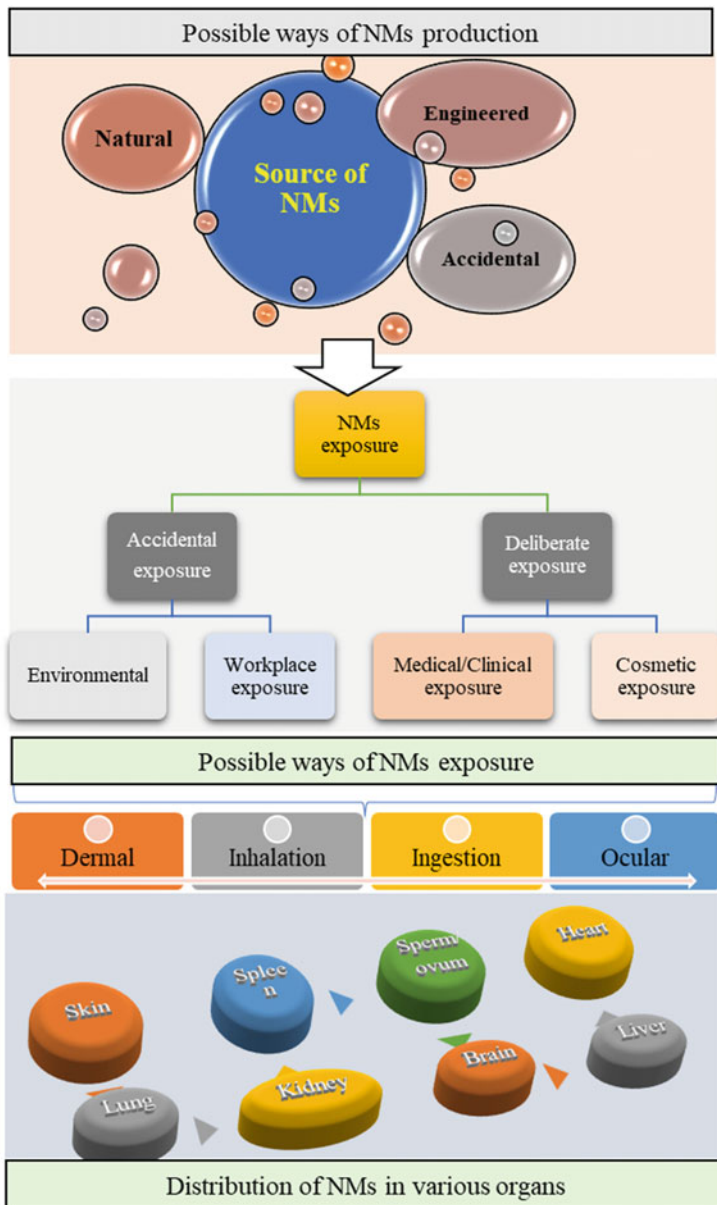 Possible ways of NMs production
Natural
Engineered
Source of
NMs
Accidental
NMs
exposure
Accidental
exposure
Deliberate
exposure
Environmental
Workplace
exposure
Medical/Clinical
exposure
Cosmetic
exposure
Possible ways of NMs exposure
Dermal
Inhalation
Ingestion
Ocular
Skin
Splee
n
Sperm/
ovum
Heart
Lung
Kidney
Brain
Liver
Distribution of NMs in various organs